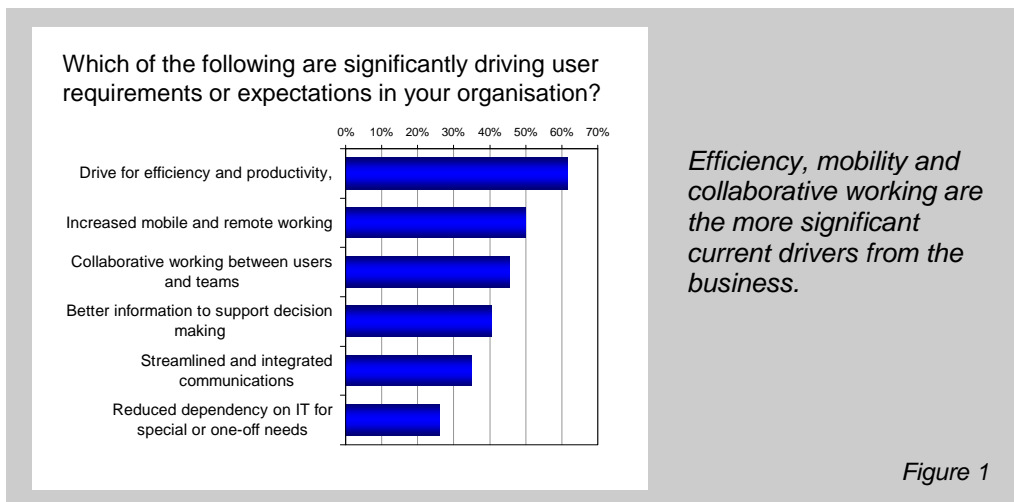 Which of the following are significantly driving user
requirements or expectations in your organisation?
0% 10% 20% 30% 40% 50% 60% 70%
Drive for efficiency and productivity,
Increased mobile and remote working
Collaborative working between users
and teams
Better information to support decision
making
Streamlined and integrated
communications
Reduced dependency on IT for
special or one-off needs
Efficiency, mobility and
collaborative working are
the more significant
current drivers from the
business.
Figure 1